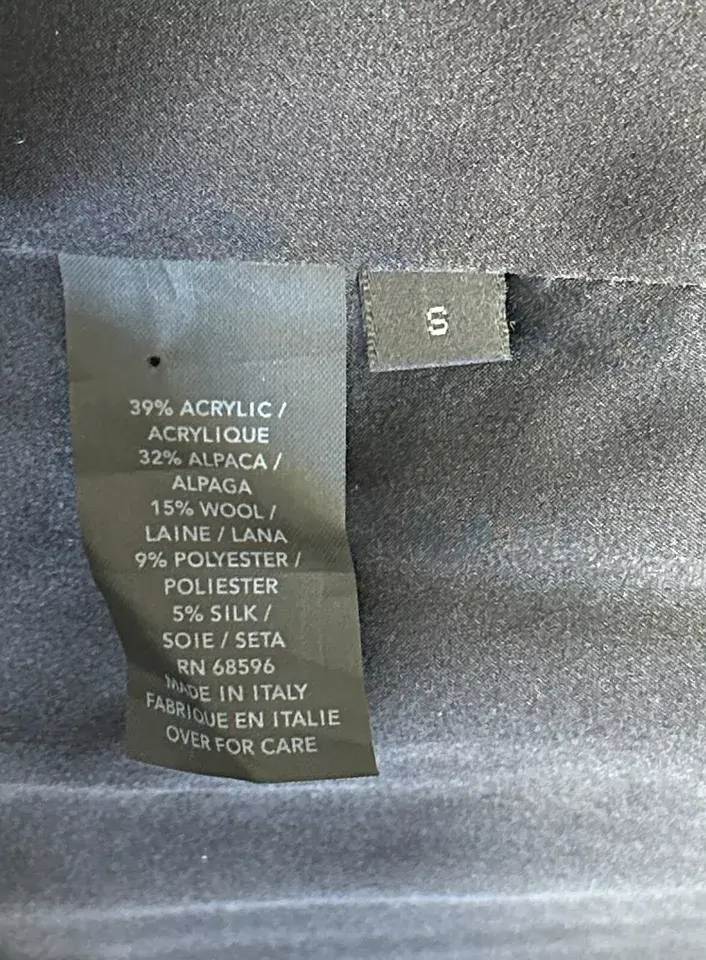 39% ACRYLIC /
ACRYLIQUE
32% ALPACA /
ALPAGA
15% WOOL /
LAINE / LANA
9% POLYESTER /
POLIESTER
5% SILK /
SOIE / SETA
RN 68596
MADE IN ITALY
FABRIQUE EN ITALIE
OVER FOR CARE
6